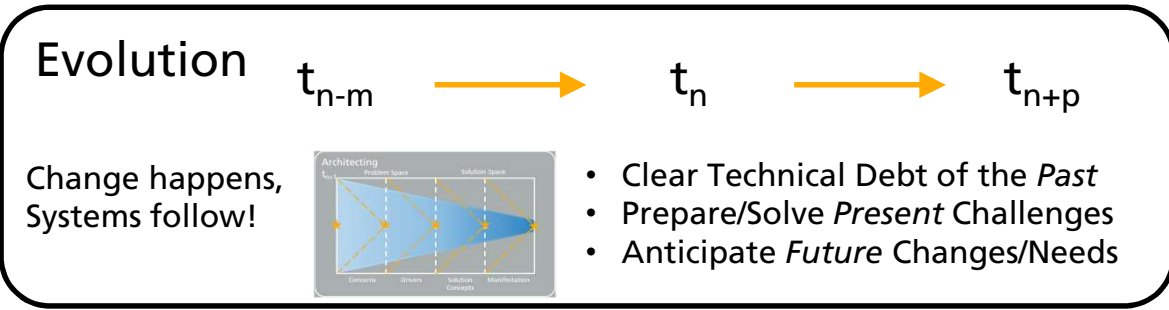 Evolution
t n-m
t n
t n+p
Change happens,
Systems follow!
Architecting
Problem Space
Solution Space
Concerns
Drivers
Solution
Concepts
Manifestation
• Clear Technical Debt of the Past
• Prepare/Solve Present Challenges
• Anticipate Future Changes/Needs